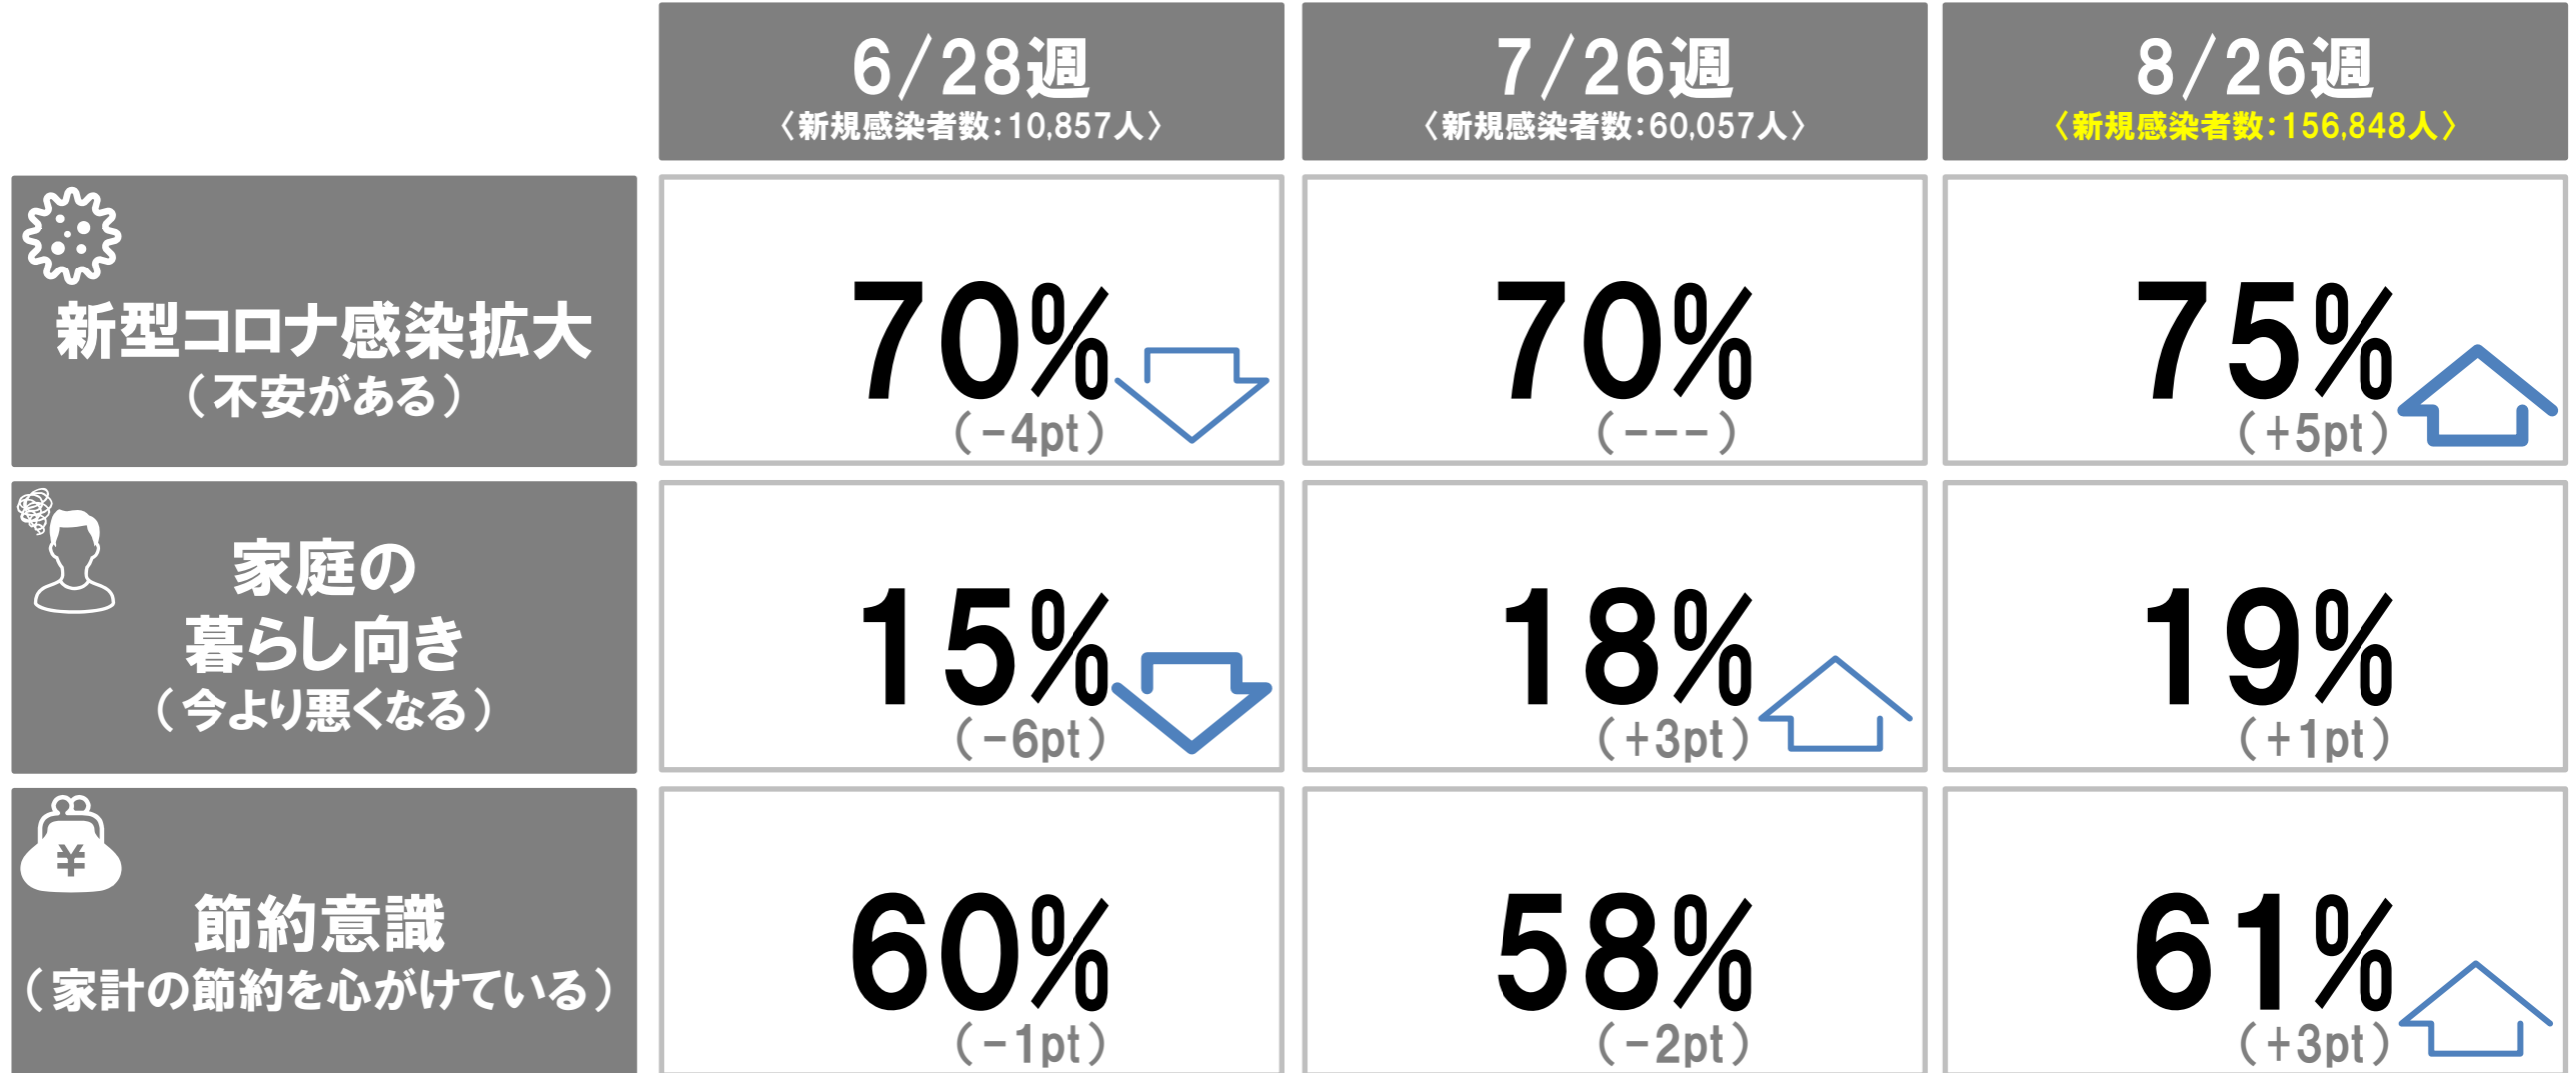 6/28週
〈新規感染者数：10,857人〉
7/26週
〈新規感染者数：60,057人〉
8/26週
〈新規感染者数：156,848人〉
新型コロナ感染拡大
（不安がある）
70%
（-4pt）
70%
（---）
75%
（+5pt）
家庭の
暮らし向き
（今より悪くなる）
15%
（-6pt）
18%
（+3pt）
19%
（+1pt）
¥
節約意識
（家計の節約を心がけている）
60%
（-1pt）
58%
（-2pt）
61%
（+3pt）